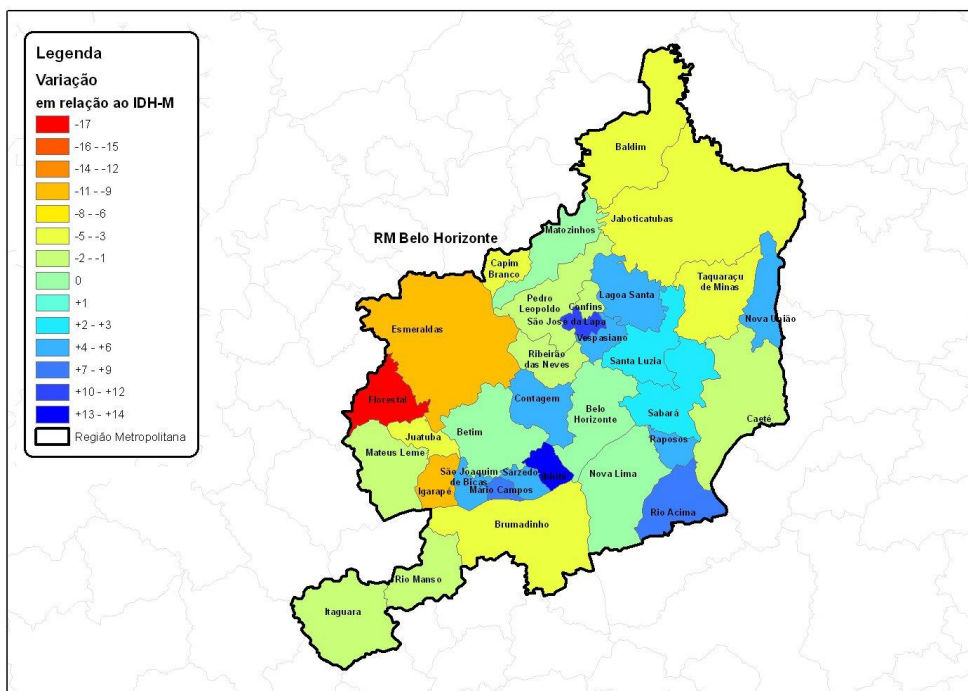 Legenda
Variação
em relação ao IDH-M
-17
-16 - -15
-14 - -12
-11 - -9
-8 - -6
-5 - -3
-2 - -1
0
+1
+2 - +3
+4 - +6
+7 - +9
+10 - +12
+13 - +14
Região Metropolitana
RM Belo Horizonte
Baldim
Jaboticatubas
Matozinhos
Capim
Branco
Taquaraçu
de Minas
Lagoa Santa
Pedro
Leopoldo
Confins
Nova União
São José da Lapa
Esmeraldas
Vespasiano
Ribeirão
das Neves
Santa Luzia
Florestal
Contagem
Belo
Horizonte
Sabará
Caeté
Betim
Juatuba
Raposos
Mateus Leme
São Joaquim
de Bicas
Sarzedo
Nova Lima
Igarapé
Mário Campos
Rio Acima
Brumadinho
Rio Manso
Itaguara